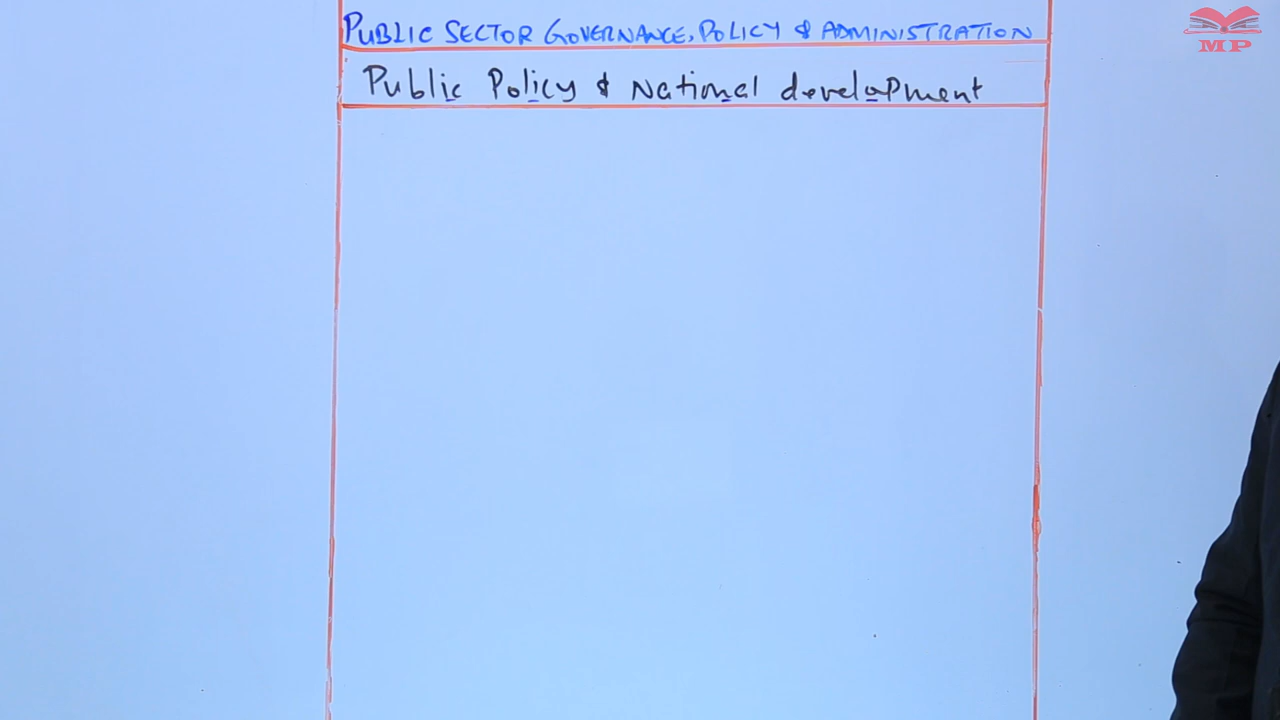 PUBLIC SECTOR GOVERNANCE, POLICY & ADMINISTRATION
MP
Public Policy & National development